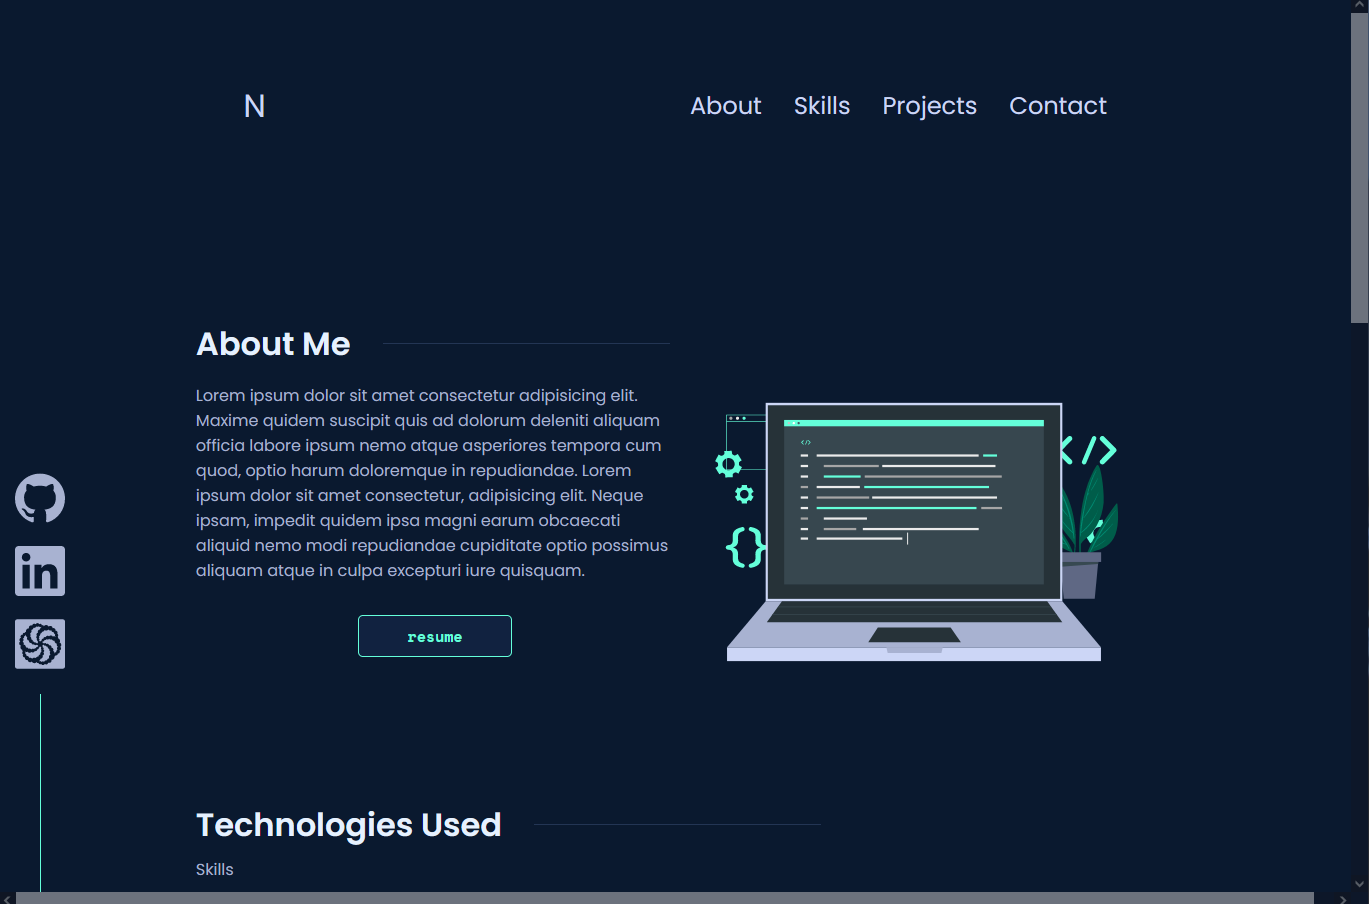 N
About Skills Projects Contact
About Me
Lorem ipsum dolor sit amet consectetur adipisicing elit.
Maxime quidem suscipit quis ad dolorum deleniti aliquam
officia labore ipsum nemo atque asperiores tempora cum
quod, optio harum doloremque in repudiandae. Lorem
ipsum dolor sit amet consectetur, adipisicing elit. Neque
ipsam, impedit quidem ipsa magni earum obcaecati
aliquid nemo modi repudiandae cupiditate optio possimus
aliquam atque in culpa excepturi iure quisquam.
in
resume
</>
</>
{}
Technologies Used
Skills